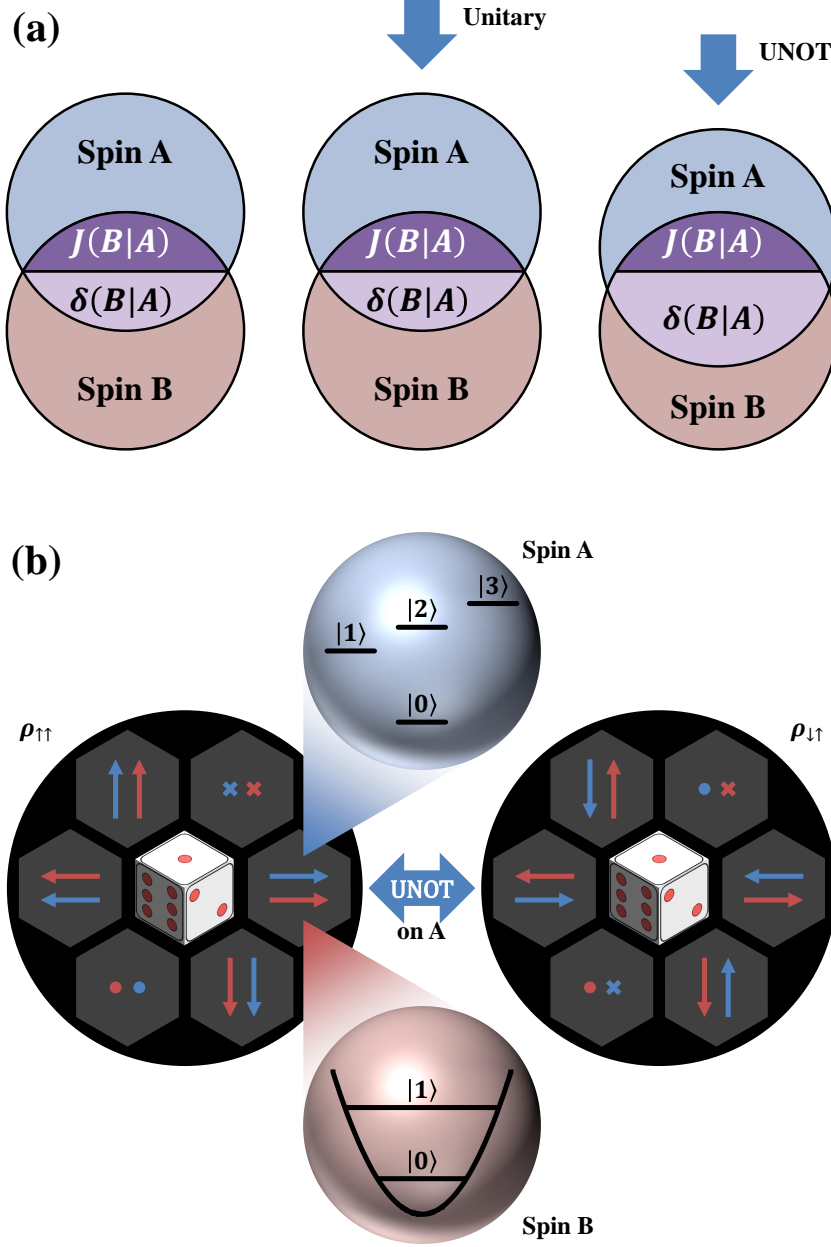 (a)
Unitary
UNOT
Spin A
Spin A
Spin A
J(B|A)
J(B|A)
J(B|A)
δ(B|A)
δ(B|A)
δ(B|A)
Spin B
Spin B
Spin B
(b)
Spin A
|3⟩
|2⟩
|1⟩
|0⟩
ρ↑↑
ρ↓↑
UNOT
on A
|1⟩
|0⟩
Spin B